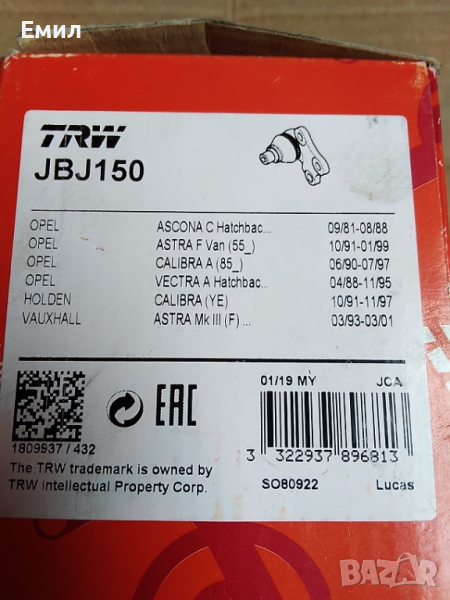 Емил
TRW
JBJ150
OPEL ASCONA C Hatchbac... 09/81-08/88
OPEL ASTRA F Van (55_) 10/91-01/99
OPEL CALIBRA A (85_) 06/90-07/97
OPEL VECTRA A Hatchbac... 04/88-11/95
HOLDEN CALIBRA (YE) 10/91-11/97
VAUXHALL ASTRA Mk III (F) ... 03/93-03/01
01/19 MY JCA
EAC
1809937 / 432
3 322937 896813
The TRW trademark is owned by
TRW Intellectual Property Corp.
SO80922 Lucas
BAZAR
bg